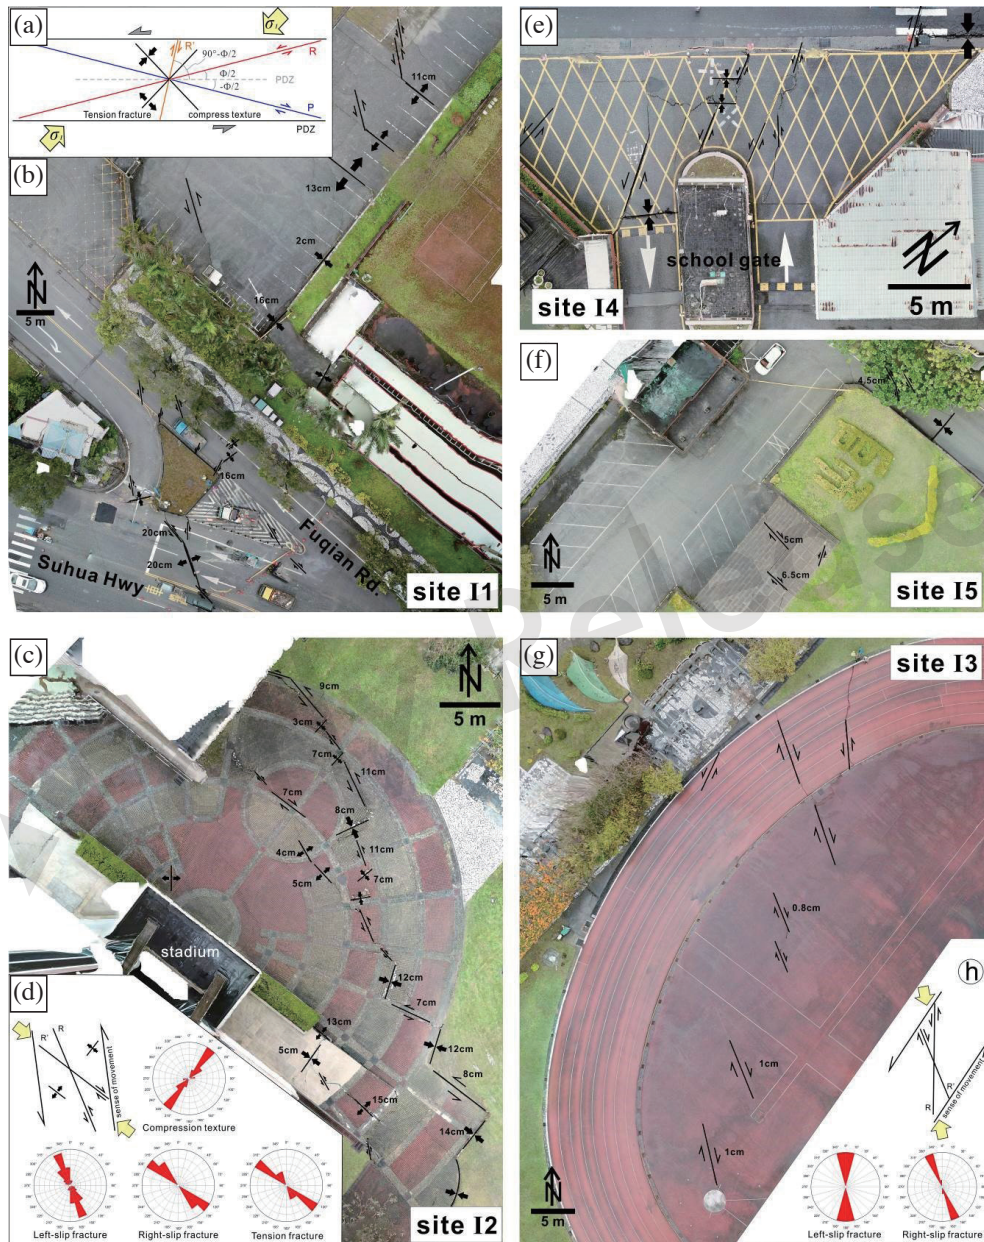 (a)
σ₁
R'
90°-Φ/2
R
Φ/2
PDZ
-Φ/2
P
Tension fracture
compress texture
σ₁
PDZ
(b)
11cm
13cm
2cm
16cm
N
5 m
16cm
20cm
20cm
Suhua Hwy
Fuqian Rd.
site I1
(c)
N
5 m
9cm
3cm
7cm
11cm
7cm
8cm
11cm
4cm
5cm
7cm
stadium
12cm
7cm
13cm
5cm
12cm
8cm
15cm
14cm
site I2
(d)
R
R'
sense of movement
Compression texture
Left-slip fracture
Right-slip fracture
Tension fracture
(e)
school gate
N
site I4
5 m
(f)
4.5cm
5cm
6.5cm
N
5 m
site I5
(g)
site I3
0.8cm
1cm
1cm
N
5 m
h
R
R'
sense of movement
Left-slip fracture
Right-slip fracture
Release